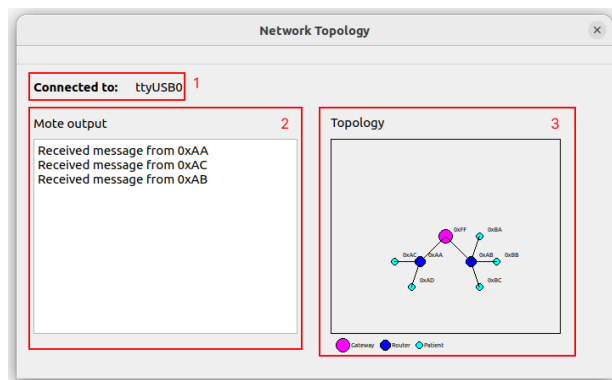 Network Topology
Connected to: ttyUSB0 1
Mote output 2
Received message from 0xAA
Received message from 0xAC
Received message from 0xAB
Topology 3
0xFF 0xBA
0xAC 0xAA 0xAB 0xBB
0xAD 0xBC
Gateway Router Patient